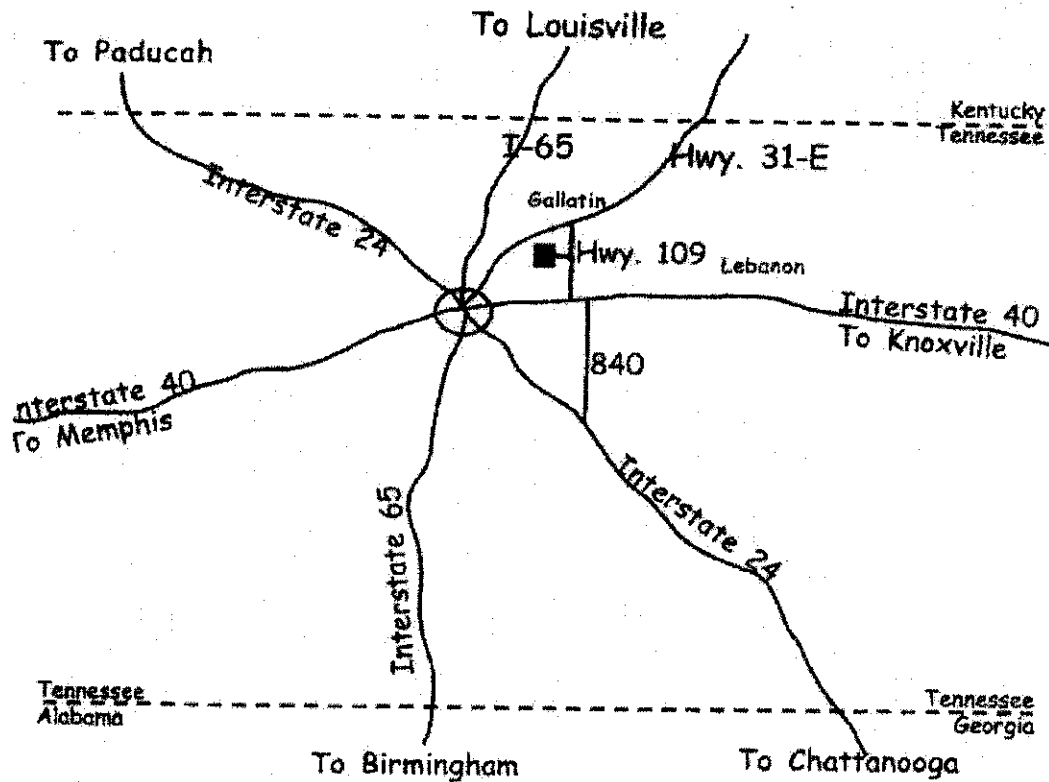 To Louisville
To Paducah
Kentucky
Tennessee
I-65
Hwy. 31-E
Interstate 24
Gallatin
Hwy. 109
Lebanon
Interstate 40
To Knoxville
840
nterstate 40
To Memphis
Interstate 65
Interstate 24
Tennessee
Alabama
Tennessee
Georgia
To Birmingham
To Chattanooga